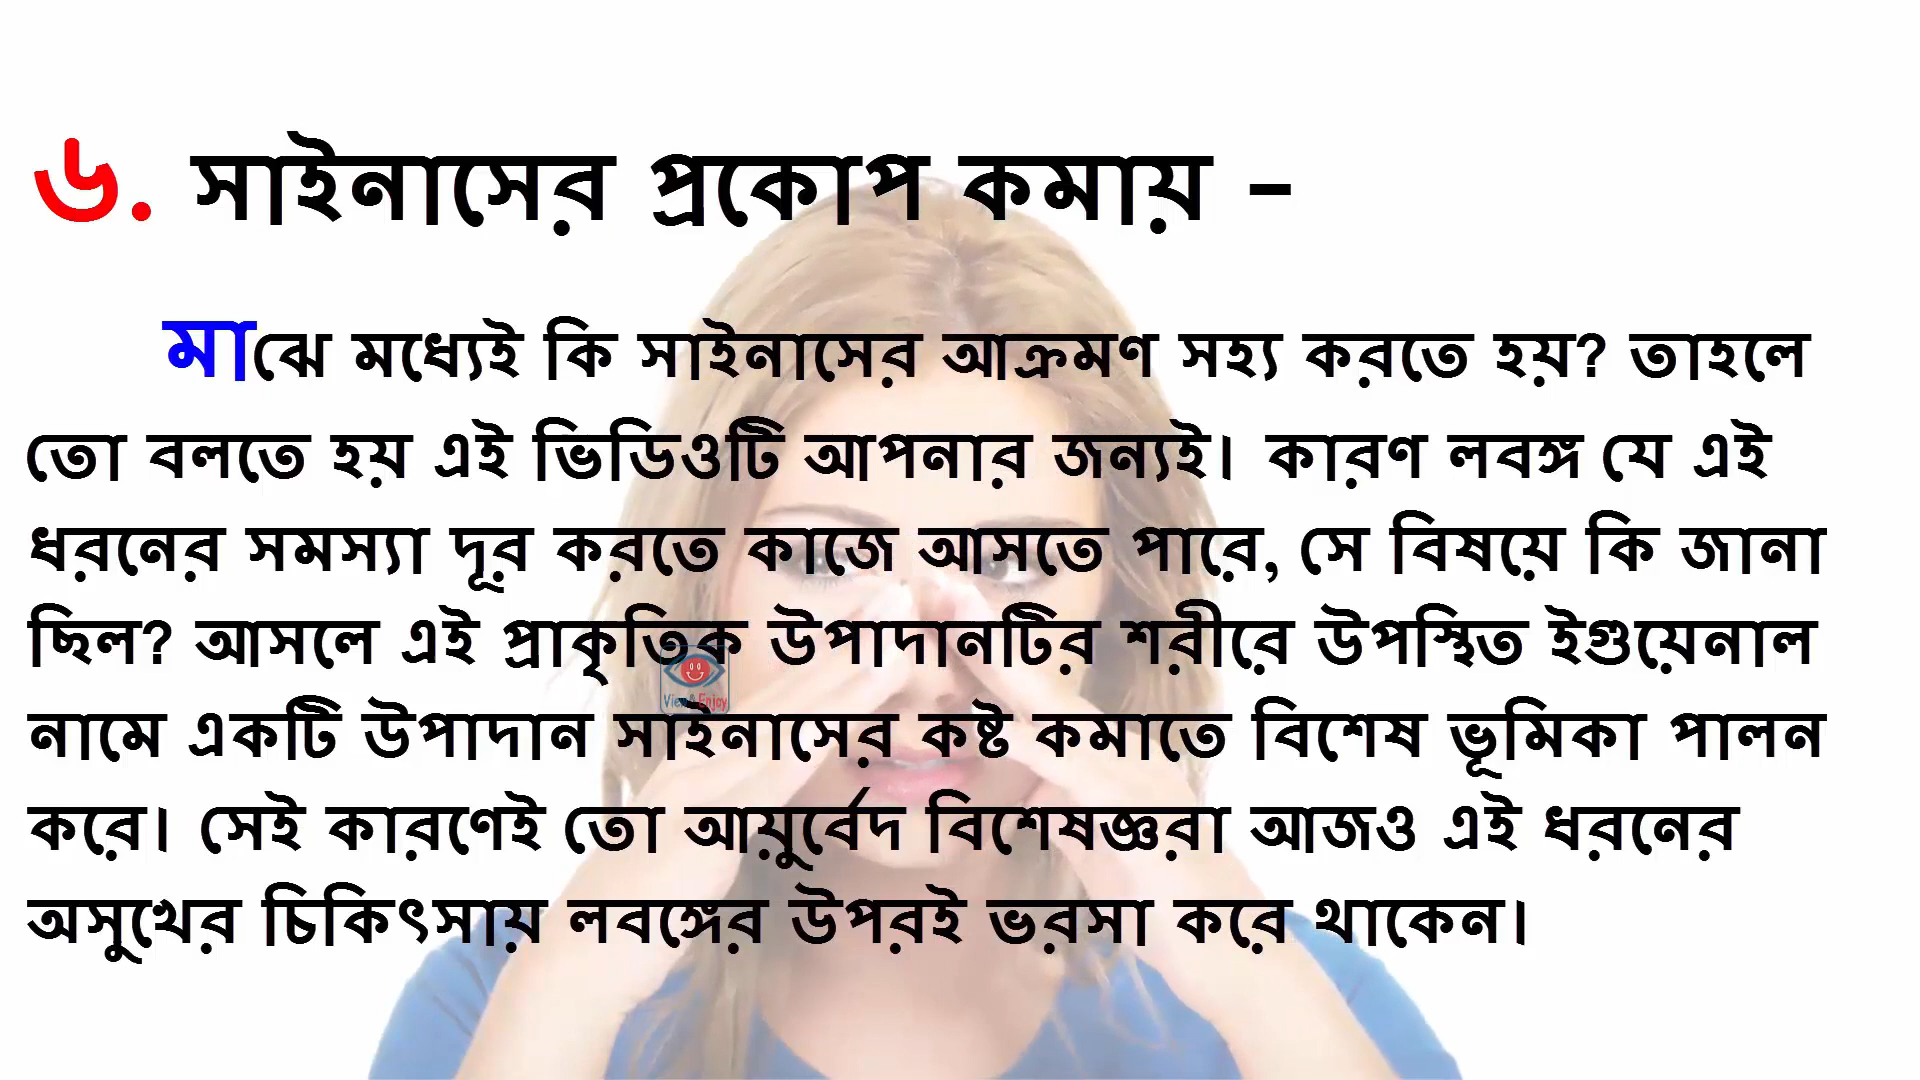 ৬. সাইনাসের প্রকোপ কমায় –
মাঝে মধ্যেই কি সাইনাসের আক্রমণ সহ্য করতে হয়? তাহলে
তো বলতে হয় এই ভিডিওটি আপনার জন্যই। কারণ লবঙ্গ যে এই
ধরনের সমস্যা দূর করতে কাজে আসতে পারে, সে বিষয়ে কি জানা
ছিল? আসলে এই প্রাকৃতিক উপাদানটির শরীরে উপস্থিত ইগুয়েনাল
নামে একটি উপাদান সাইনাসের কষ্ট কমাতে বিশেষ ভূমিকা পালন
করে। সেই কারণেই তো আয়ুর্বেদ বিশেষজ্ঞরা আজও এই ধরনের
অসুখের চিকিৎসায় লবঙ্গের উপরই ভরসা করে থাকেন।
View & Enjoy